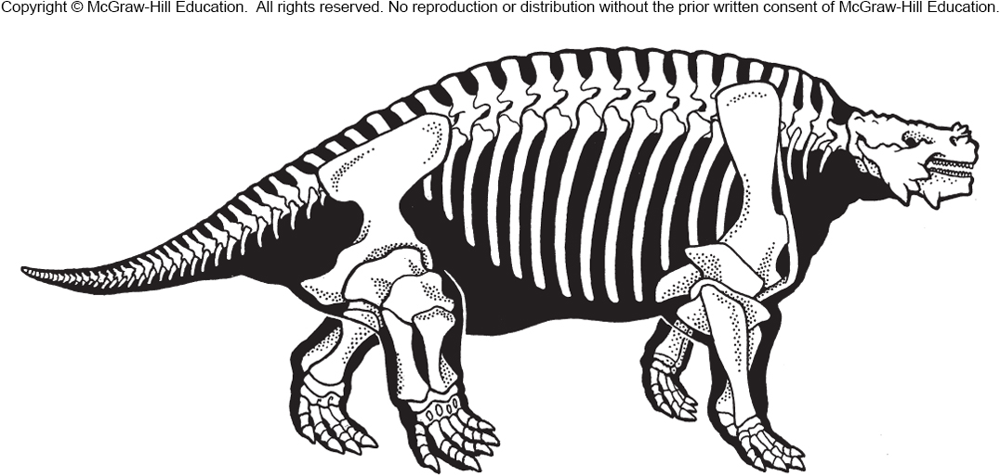 Copyright © McGraw-Hill Education.  All rights reserved. No reproduction or distribution without the prior written consent of McGraw-Hill Education.